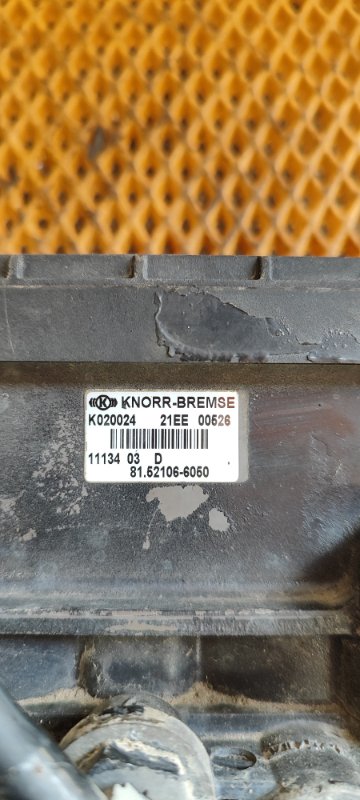 K KNORR-BREMSE
K020024 21EE 00526
11134 03 D
81.52106-6050